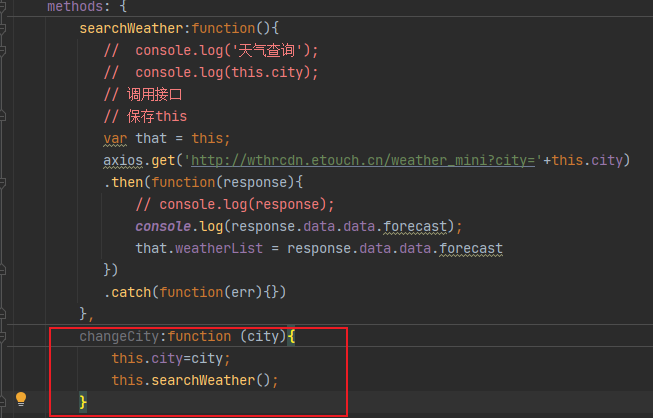 methods: {
searchWeather:function(){
//  console.log('天气查询');
//  console.log(this.city);
// 调用接口
// 保存this
var that = this;
axios.get('http://wthrcdn.etouch.cn/weather_mini?city='+this.city)
.then(function(response){
// console.log(response);
console.log(response.data.data.forecast);
that.weatherList = response.data.data.forecast
})
.catch(function(err){})
},
changeCity:function (city){
this.city=city;
this.searchWeather();
}